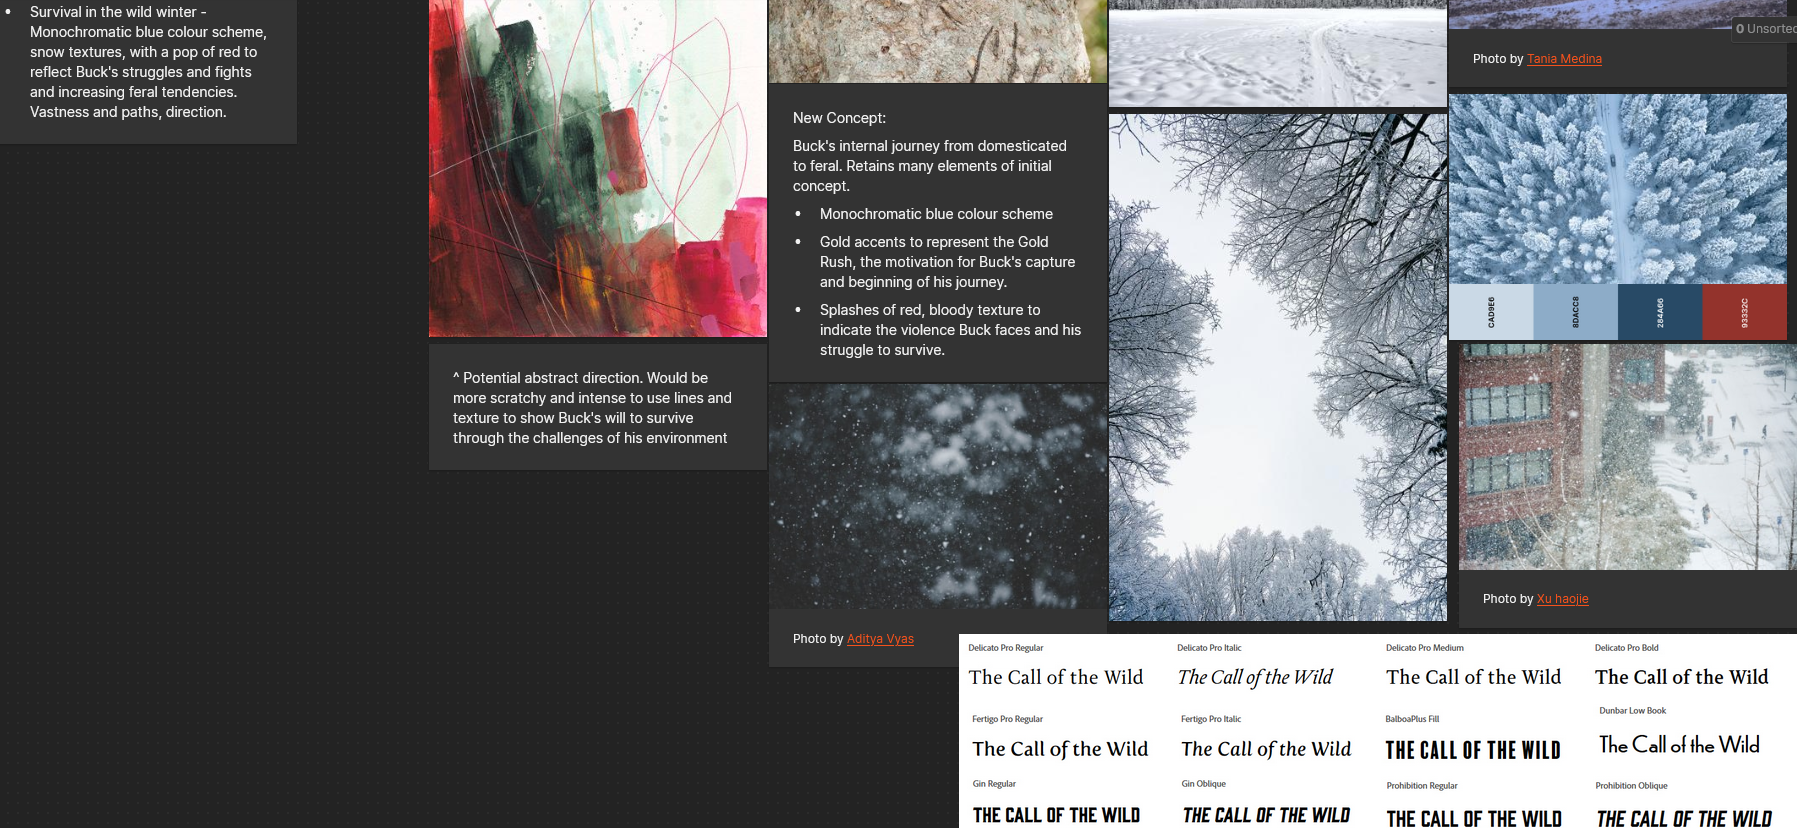 • Survival in the wild winter -
Monochromatic blue colour scheme,
snow textures, with a pop of red to
reflect Buck's struggles and fights
and increasing feral tendencies.
Vastness and paths, direction.
^ Potential abstract direction. Would be
more scratchy and intense to use lines and
texture to show Buck's will to survive
through the challenges of his environment
New Concept:
Buck's internal journey from domesticated
to feral. Retains many elements of initial
concept.
• Monochromatic blue colour scheme
• Gold accents to represent the Gold
Rush, the motivation for Buck's capture
and beginning of his journey.
• Splashes of red, bloody texture to
indicate the violence Buck faces and his
struggle to survive.
Photo by Aditya Vyas
0 Unsorted
Photo by Tania Medina
CAD9E6
8DACC8
284A66
93332C
Photo by Xu haojie
Delicato Pro Regular
The Call of the Wild
Delicato Pro Italic
The Call of the Wild
Delicato Pro Medium
The Call of the Wild
Delicato Pro Bold
The Call of the Wild
Fertigo Pro Regular
The Call of the Wild
Fertigo Pro Italic
The Call of the Wild
BalboaPlus Fill
THE CALL OF THE WILD
Dunbar Low Book
The Call of the Wild
Gin Regular
THE CALL OF THE WILD
Gin Oblique
THE CALL OF THE WILD
Prohibition Regular
THE CALL OF THE WILD
Prohibition Oblique
THE CALL OF THE WILD